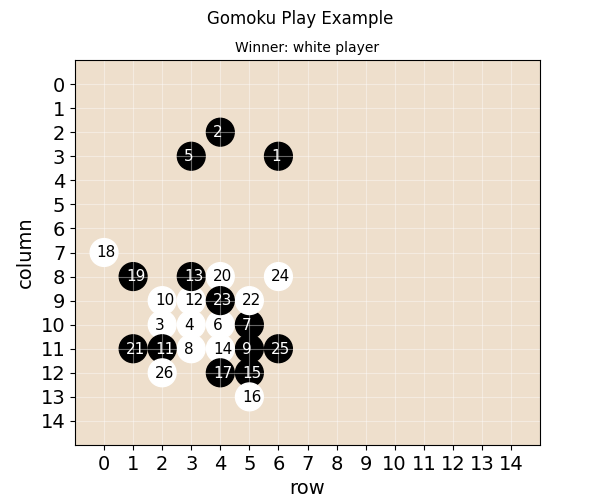 Gomoku Play Example
Winner: white player
0
1
2 2
3 5 1
4
5
6
7 18
8 19 13 20 24
9 10 12 23 22
10 3 4 6 7
11 21 11 8 14 9 25
12 26 17 15
13 16
14
0 1 2 3 4 5 6 7 8 9 10 11 12 13 14
column
row